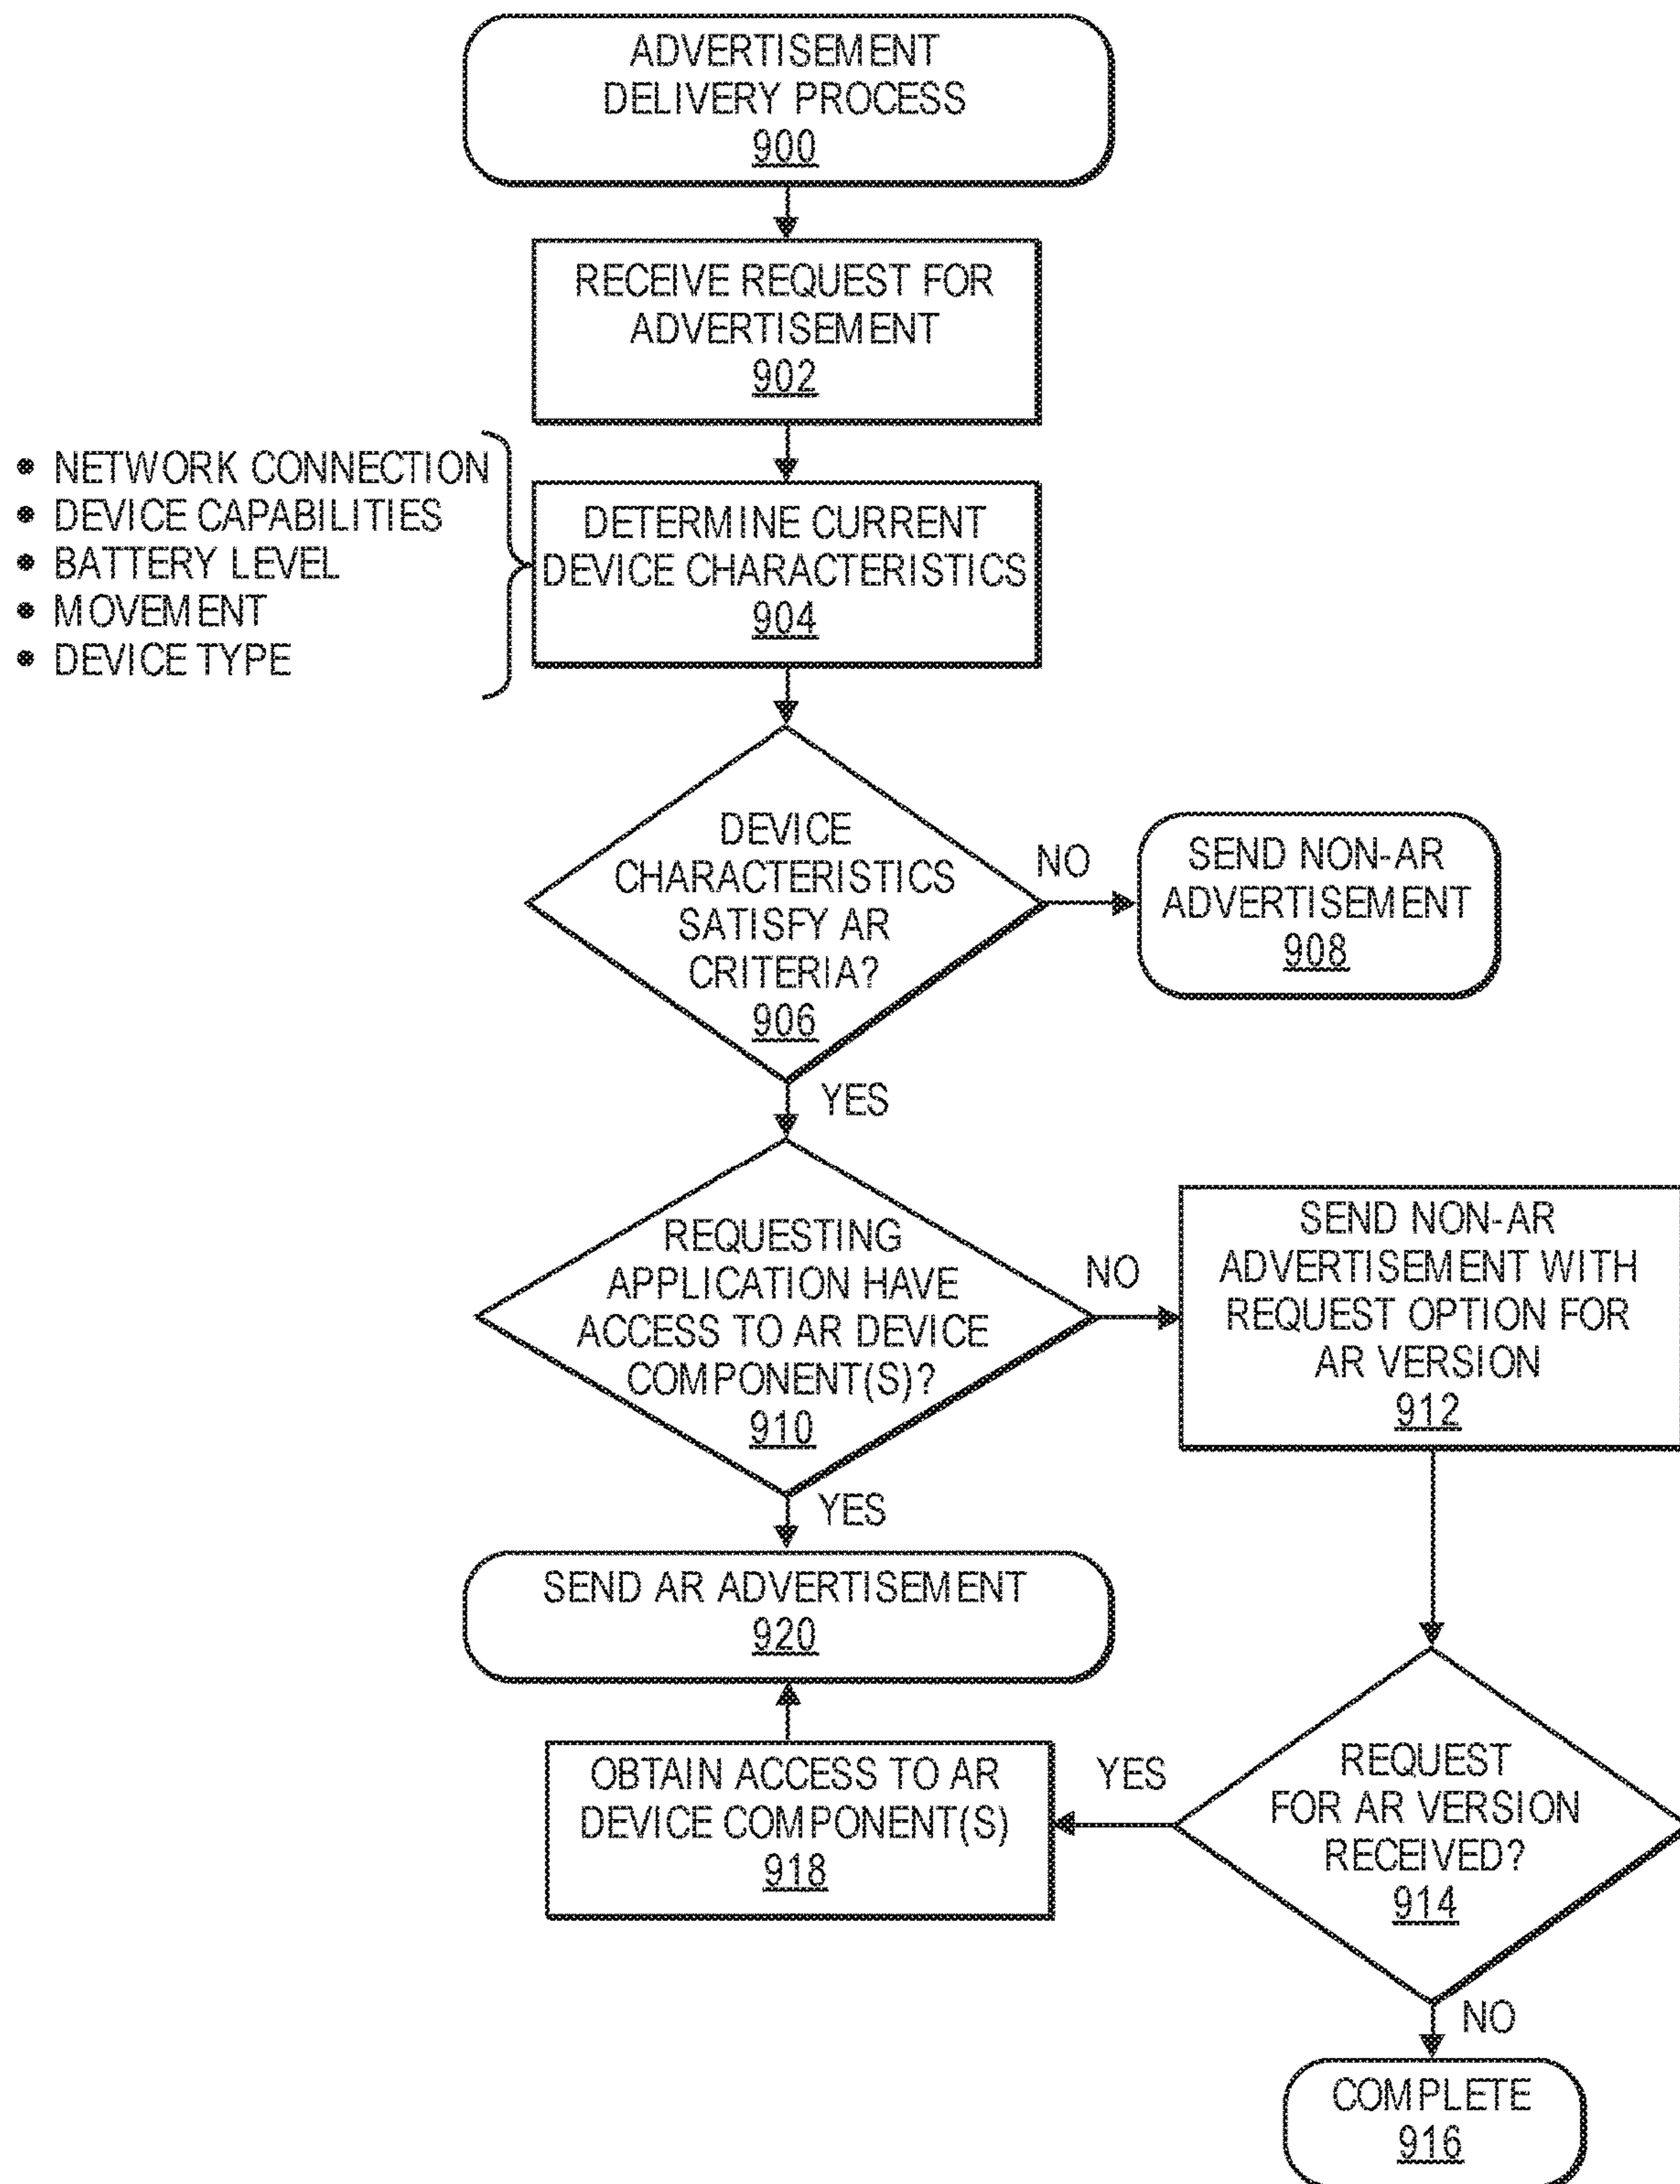 ADVERTISEMENT
DELIVERY PROCESS
900
RECEIVE REQUEST FOR
ADVERTISEMENT
902
• NETWORK CONNECTION
• DEVICE CAPABILITIES
• BATTERY LEVEL
• MOVEMENT
• DEVICE TYPE
DETERMINE CURRENT
DEVICE CHARACTERISTICS
904
DEVICE
CHARACTERISTICS
SATISFY AR
CRITERIA?
906
NO
SEND NON-AR
ADVERTISEMENT
908
YES
REQUESTING
APPLICATION HAVE
ACCESS TO AR DEVICE
COMPONENT(S)?
910
NO
SEND NON-AR
ADVERTISEMENT WITH
REQUEST OPTION FOR
AR VERSION
912
YES
SEND AR ADVERTISEMENT
920
OBTAIN ACCESS TO AR
DEVICE COMPONENT(S)
918
YES
REQUEST
FOR AR VERSION
RECEIVED?
914
NO
COMPLETE
916